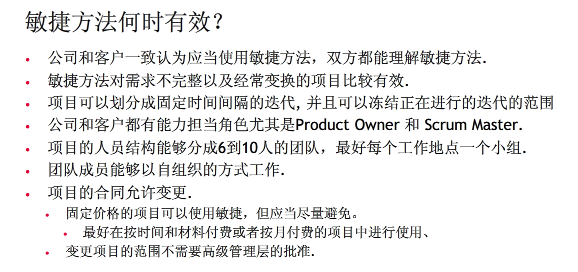 敏捷方法何时有效?
公司和客户一致认为应当使用敏捷方法，双方都能理解敏捷方法.
敏捷方法对需求不完整以及经常变换的项目比较有效.
项目可以划分成固定时间间隔的迭代, 并且可以冻结正在进行的迭代的范围
公司和客户都有能力担当角色尤其是Product Owner 和 Scrum Master.
项目的人员结构能够分成6到10人的团队，最好每个工作地点一个小组.
团队成员能够以自组织的方式工作.
项目的合同允许变更.
固定价格的项目可以使用敏捷，但应当尽量避免。
最好在按时间和材料付费或者按月付费的项目中进行使用、
变更项目的范围不需要高级管理层的批准.